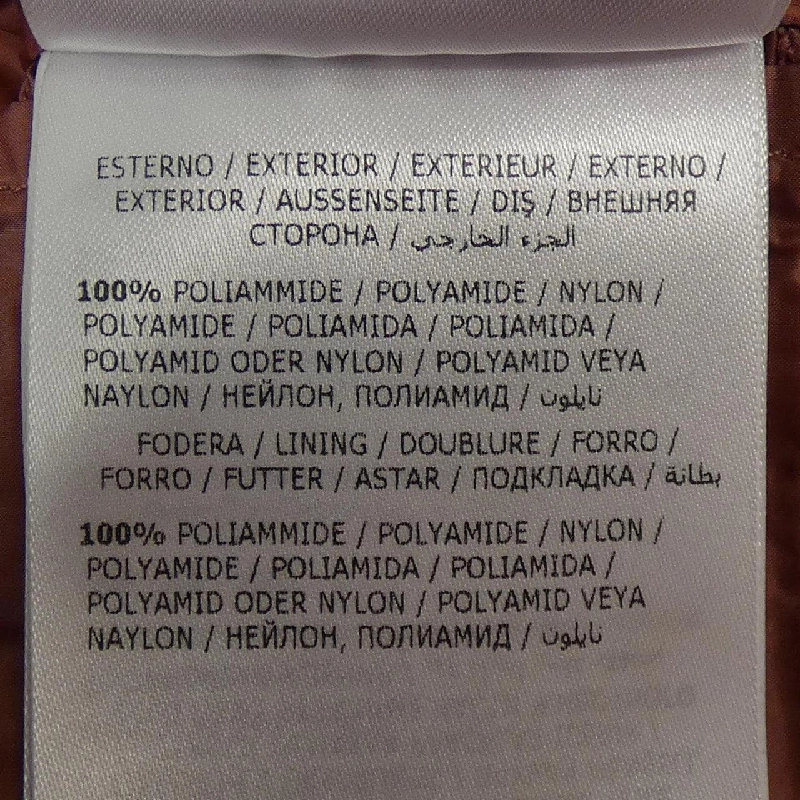 ESTERNO / EXTERIOR / EXTERIEUR / EXTERNO /
EXTERIOR / AUSSENSEITE / DIŞ / ВНЕШНЯЯ
СТОРОНА / الجزء الخارجي
100% POLIAMMIDE / POLYAMIDE / NYLON /
POLYAMIDE / POLIAMIDA / POLIAMIDA /
POLYAMID ODER NYLON / POLYAMID VEYA
NAYLON / НЕЙЛОН, ПОЛИАМИД / نايلون
FODERA / LINING / DOUBLURE / FORRO /
FORRO / FUTTER / ASTAR / ПОДКЛАДКА / بطانة
100% POLIAMMIDE / POLYAMIDE / NYLON /
POLYAMIDE / POLIAMIDA / POLIAMIDA /
POLYAMID ODER NYLON / POLYAMID VEYA
NAYLON / НЕЙЛОН, ПОЛИАМИД / نايلون